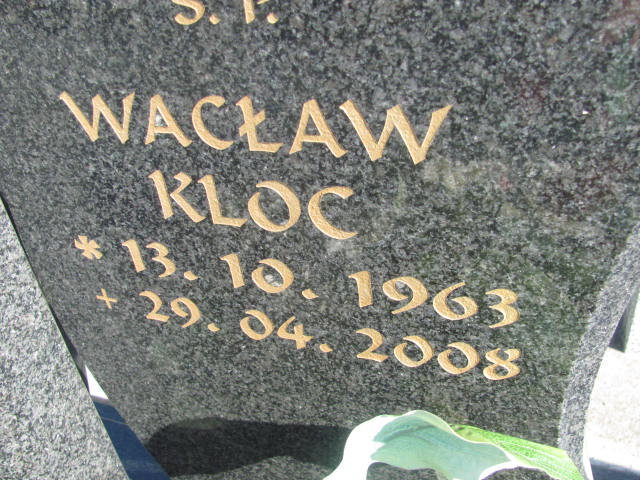 Ś. P.
WACŁAW
KLOC
* 13. 10. 1963
+ 29. 04. 2008